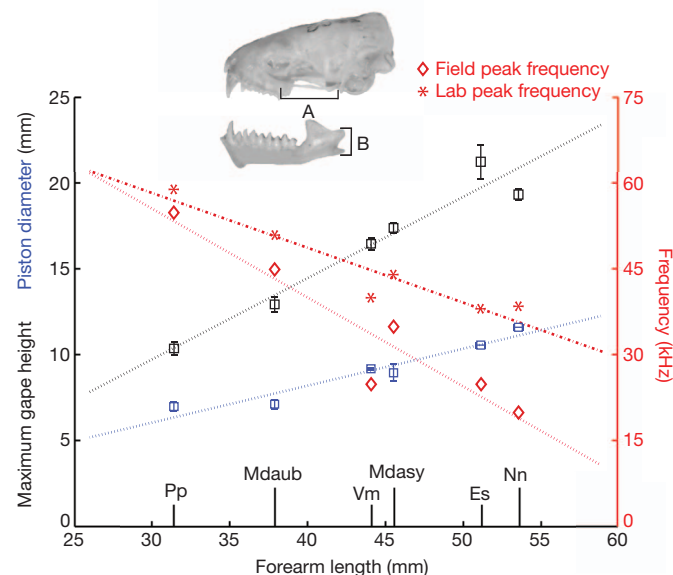 A
B
Field peak frequency
Lab peak frequency
25
20
15
10
5
0
Maximum gape height
Piston diameter (mm)
75
60
45
30
15
0
Frequency (kHz)
Pp
Mdaub
Vm
Mdasy
Es
Nn
25 30 35 40 45 50 55 60
Forearm length (mm)